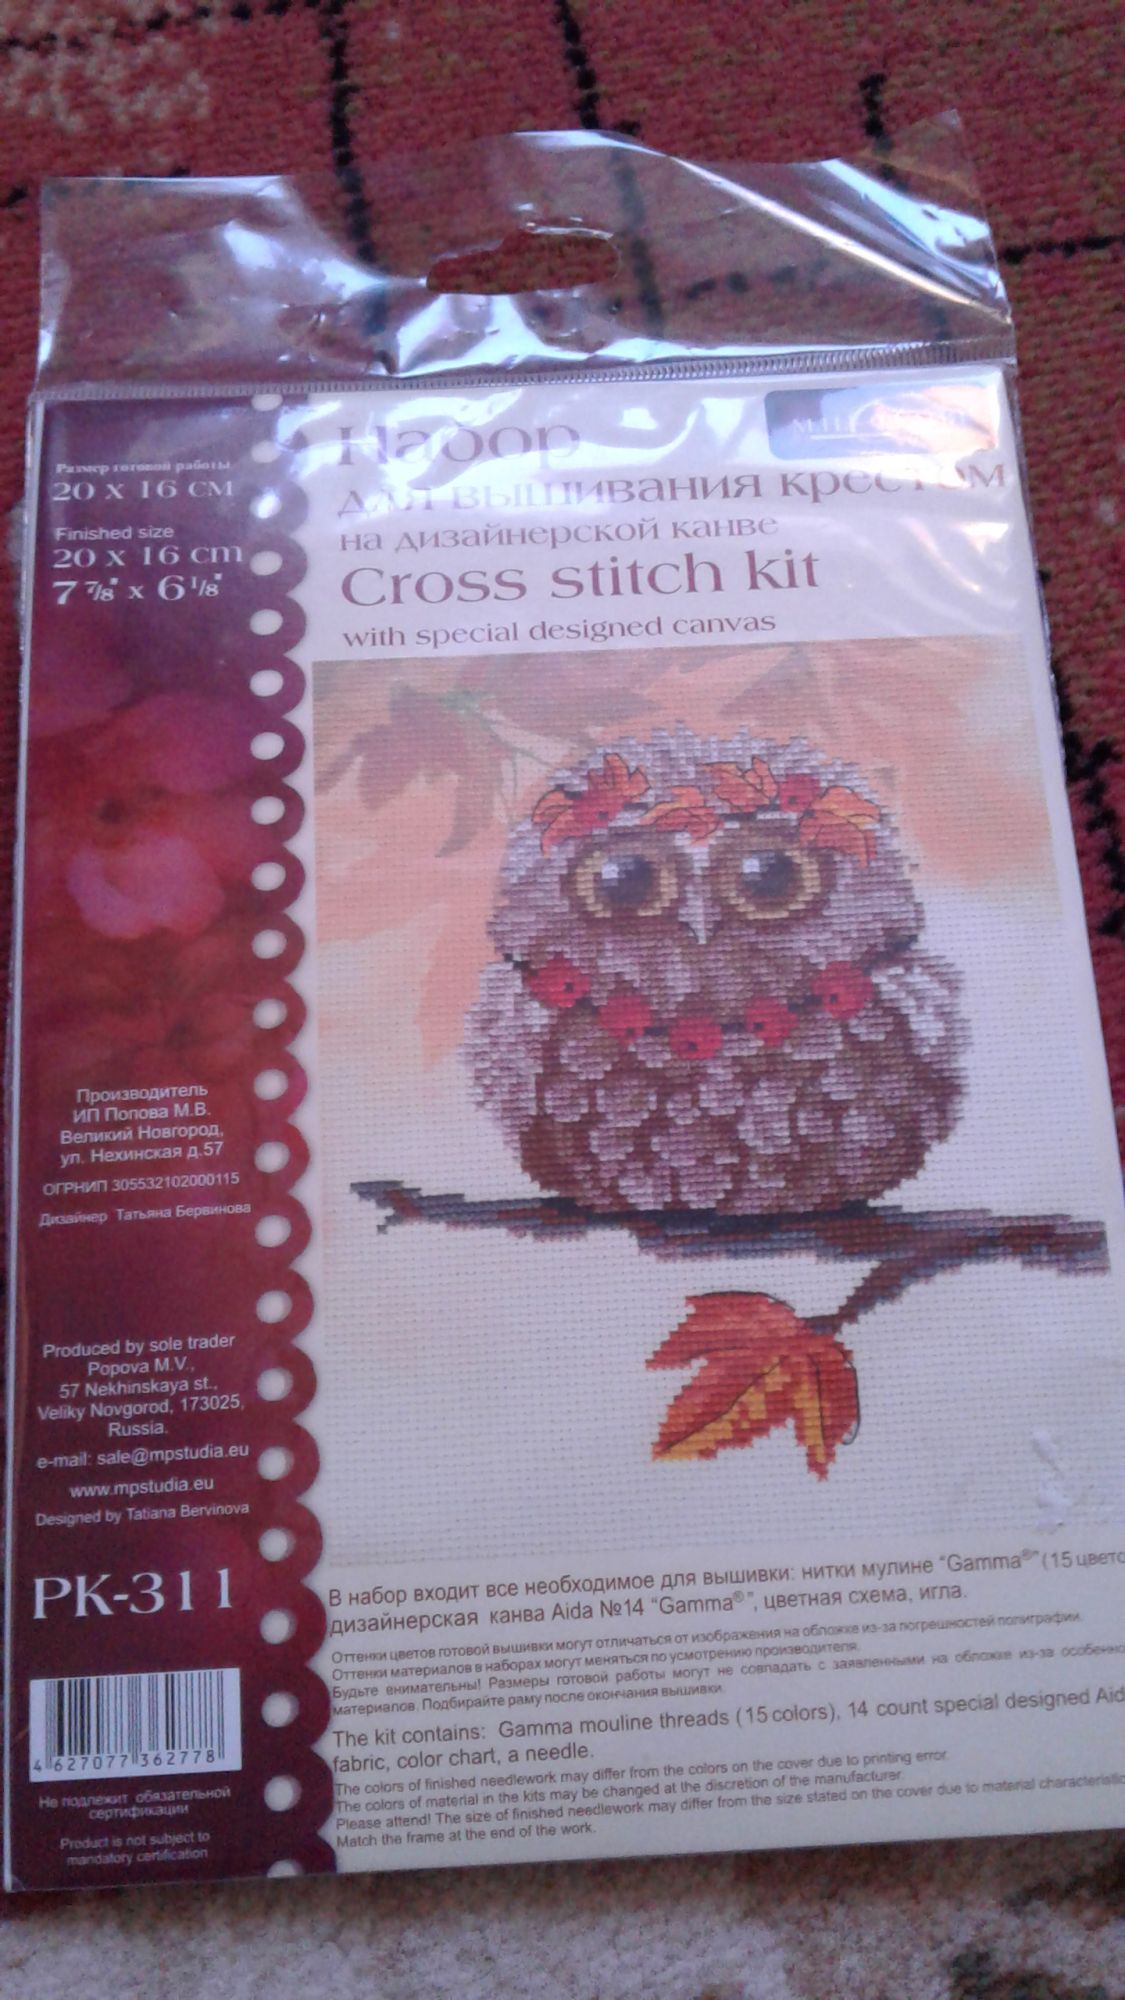 Размер готовой работы
20 х 16 см
Finished size
20 x 16 cm
7 7/8" x 6 1/8"
Набор
для вышивания крестом
на дизайнерской канве
Cross stitch kit
with special designed canvas
Производитель
ИП Попова М.В.
Великий Новгород,
ул. Нехинская д.57
ОГРНИП 305532102000115
Дизайнер Татьяна Бервинова
Produced by sole trader
Popova M.V.,
57 Nekhinskaya st.,
Veliky Novgorod, 173025,
Russia.
e-mail: sale@mpstudia.eu
www.mpstudia.eu
Designed by Tatiana Bervinova
РК-311
4 627077 362778
Не подлежит обязательной
сертификации
Product is not subject to
mandatory certification
В набор входит все необходимое для вышивки: нитки мулине "Gamma®" (15 цвето
дизайнерская канва Aida №14 "Gamma®", цветная схема, игла.
Оттенки цветов готовой вышивки могут отличаться от изображения на обложке из-за погрешностей полиграфии.
Оттенки материалов в наборах могут меняться по усмотрению производителя.
Будьте внимательны! Размеры готовой работы могут не совпадать с заявленными на обложке из-за особенно
материалов. Подбирайте раму после окончания вышивки.
The kit contains: Gamma mouline threads (15 colors), 14 count special designed Aid
fabric, color chart, a needle.
The colors of finished needlework may differ from the colors on the cover due to printing error.
The colors of material in the kits may be changed at the discretion of the manufacturer.
Please attend! The size of finished needlework may differ from the size stated on the cover due to material characteristic
Match the frame at the end of the work.